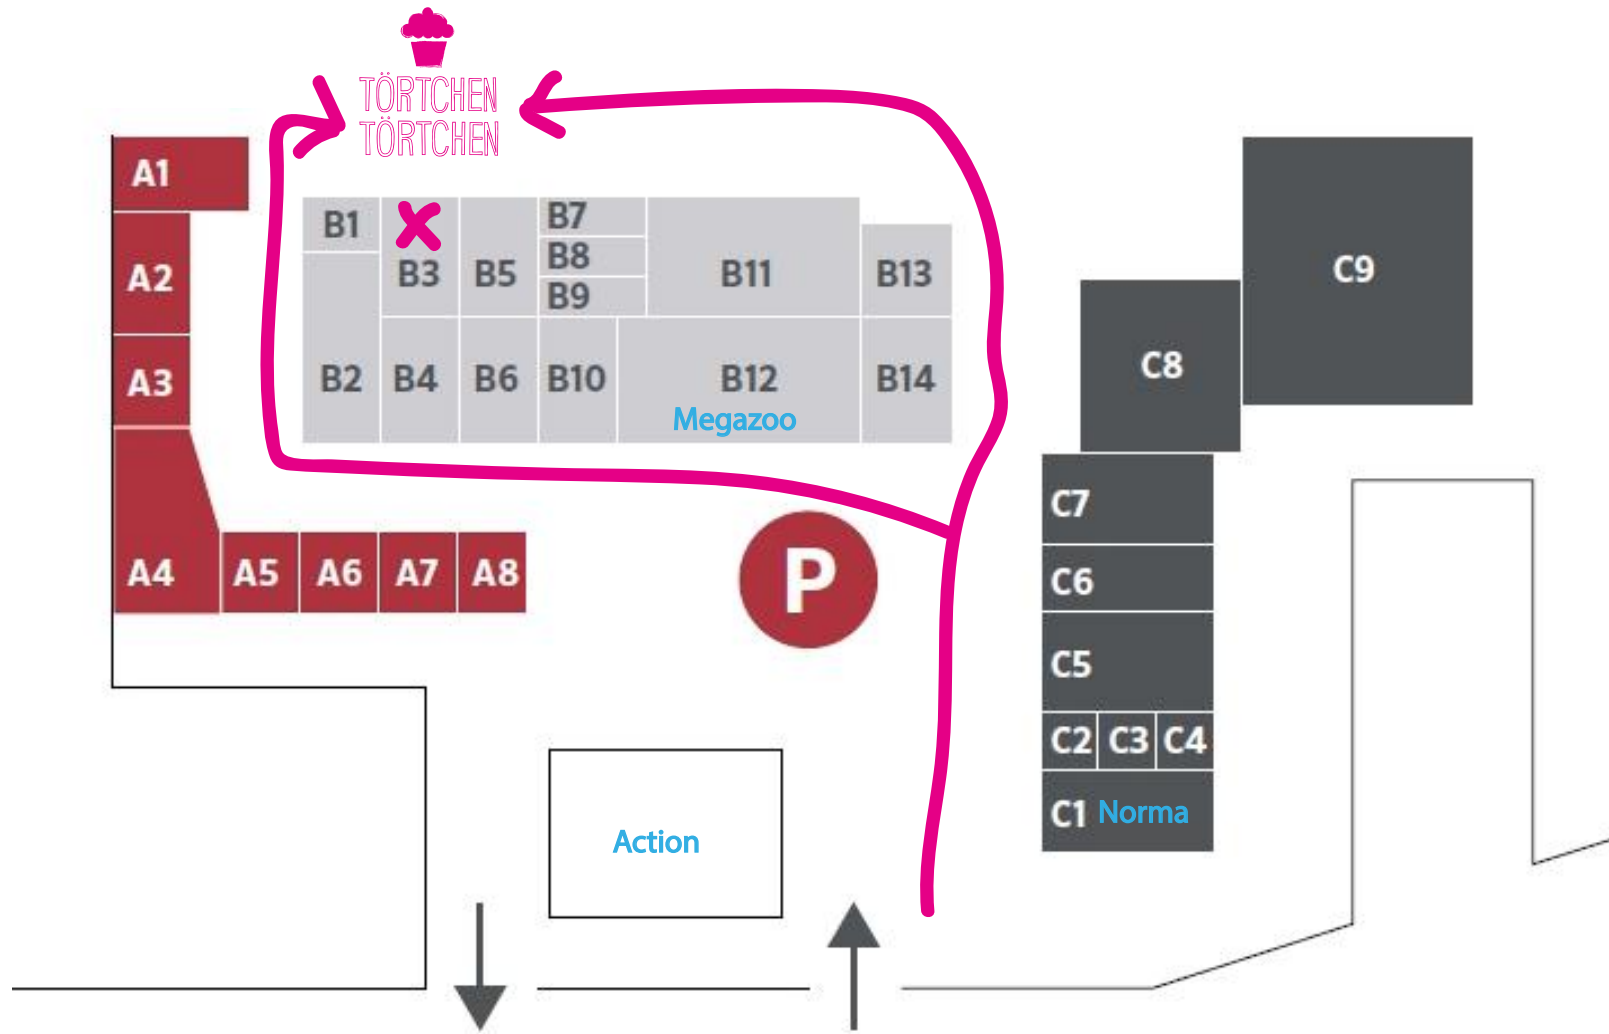 TÖRTCHEN
TÖRTCHEN
A1
A2
A3
A4
A5
A6
A7
A8
B1
B2
B3
B4
B5
B6
B7
B8
B9
B10
B11
B12
Megazoo
B13
B14
P
Action
C9
C8
C7
C6
C5
C2
C3
C4
C1 Norma